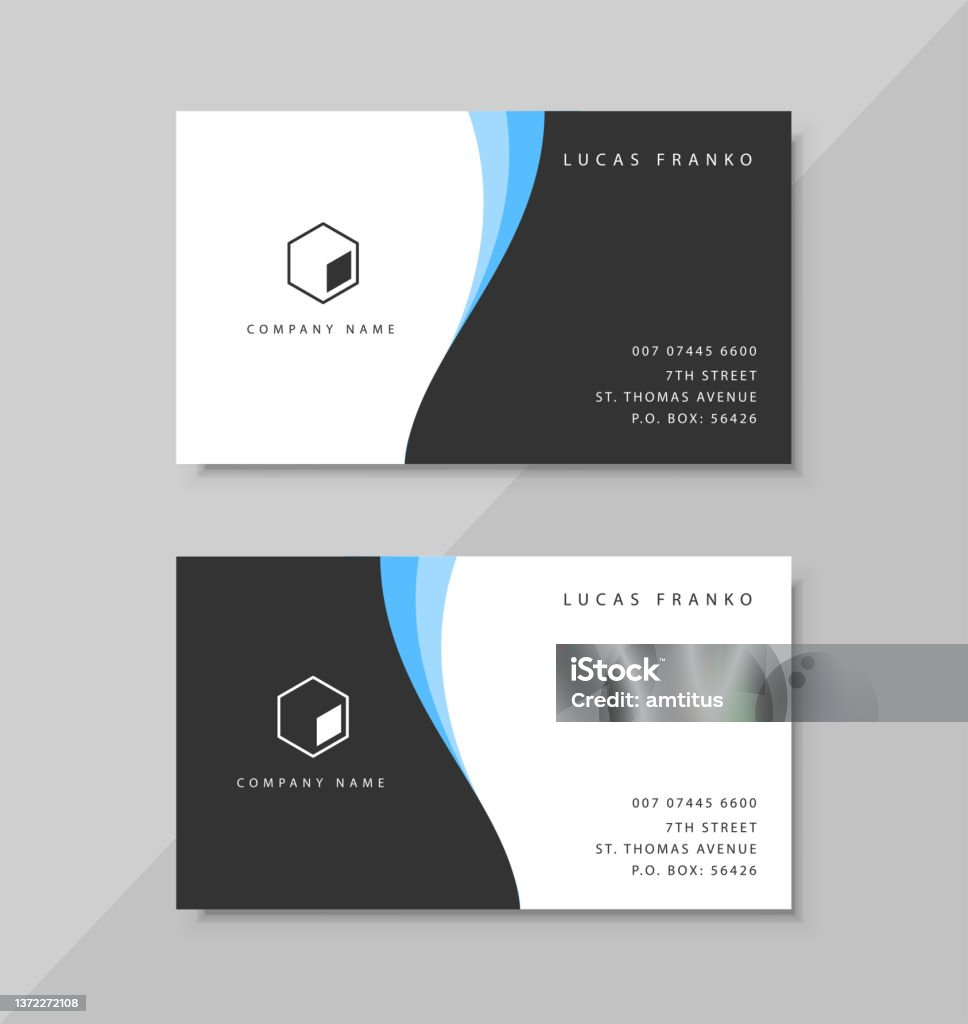 LUCAS FRANKO
COMPANY NAME
007 07445 6600
7TH STREET
ST. THOMAS AVENUE
P.O. BOX: 56426
LUCAS FRANKO
iStock™
Credit: amtitus
COMPANY NAME
007 07445 6600
7TH STREET
ST. THOMAS AVENUE
P.O. BOX: 56426
1372272108